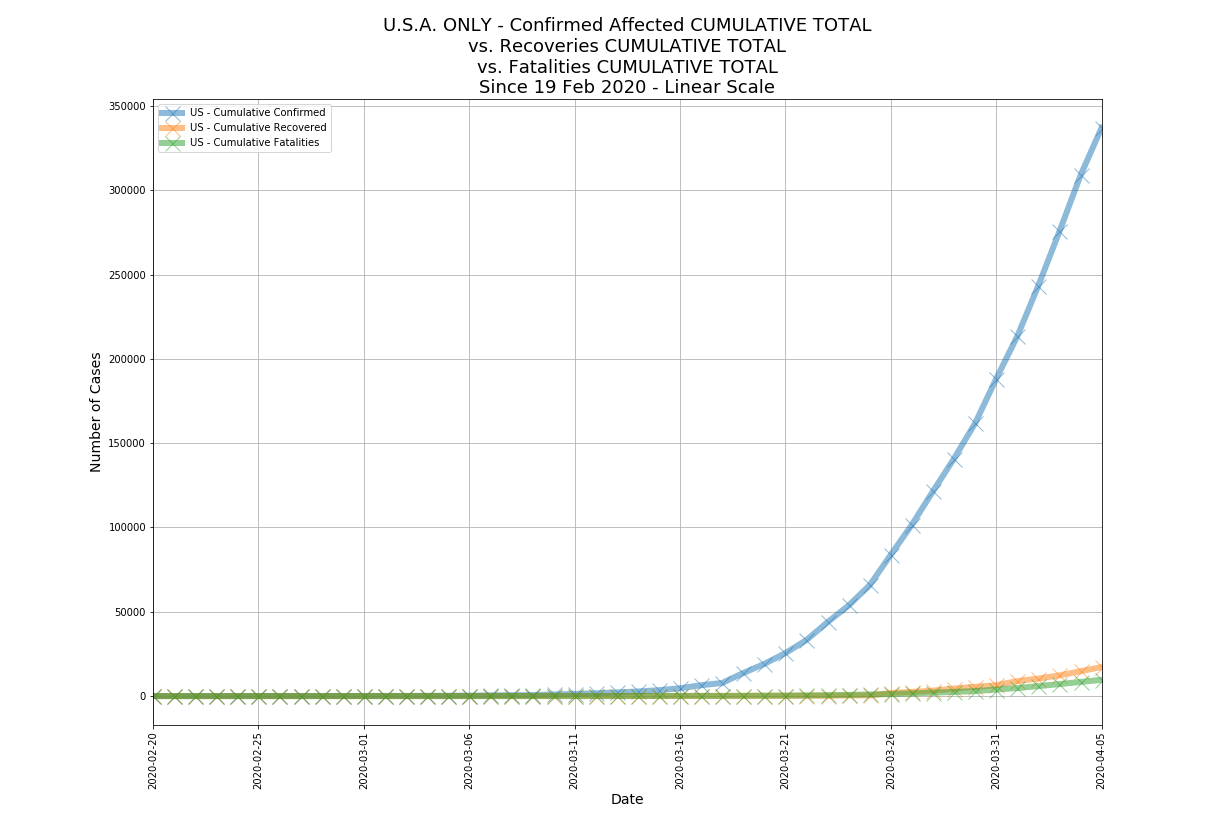 U.S.A. ONLY - Confirmed Affected CUMULATIVE TOTAL
vs. Recoveries CUMULATIVE TOTAL
vs. Fatalities CUMULATIVE TOTAL
Since 19 Feb 2020 - Linear Scale
US - Cumulative Confirmed
US - Cumulative Recovered
US - Cumulative Fatalities
Number of Cases
350000
300000
250000
200000
150000
100000
50000
0
2020-02-20
2020-02-25
2020-03-01
2020-03-06
2020-03-11
2020-03-16
2020-03-21
2020-03-26
2020-03-31
2020-04-05
Date